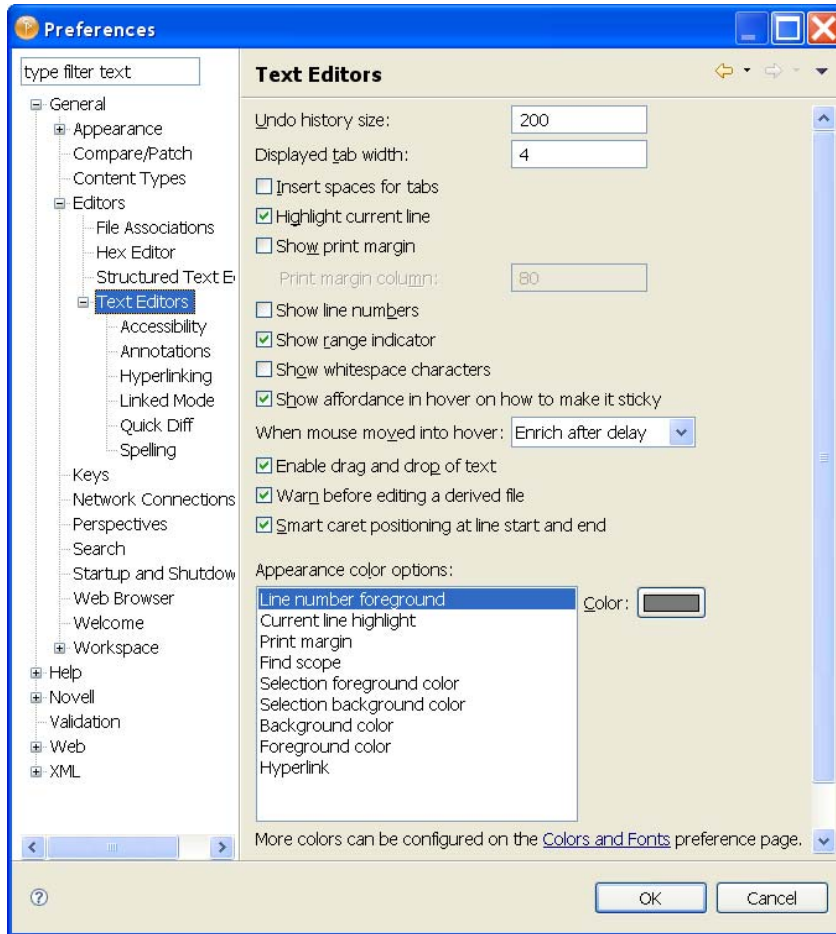 Preferences
type filter text
General
Appearance
Compare/Patch
Content Types
Editors
File Associations
Hex Editor
Structured Text E
Text Editors
Accessibility
Annotations
Hyperlinking
Linked Mode
Quick Diff
Spelling
Keys
Network Connections
Perspectives
Search
Startup and Shutdow
Web Browser
Welcome
Workspace
Help
Novell
Validation
Web
XML
Text Editors
Undo history size: 200
Displayed tab width: 4
Insert spaces for tabs
Highlight current line
Show print margin
Print margin column: 80
Show line numbers
Show range indicator
Show whitespace characters
Show affordance in hover on how to make it sticky
When mouse moved into hover: Enrich after delay
Enable drag and drop of text
Warn before editing a derived file
Smart caret positioning at line start and end
Appearance color options:
Line number foreground
Current line highlight
Print margin
Find scope
Selection foreground color
Selection background color
Background color
Foreground color
Hyperlink
Color:
More colors can be configured on the Colors and Fonts preference page.
OK Cancel